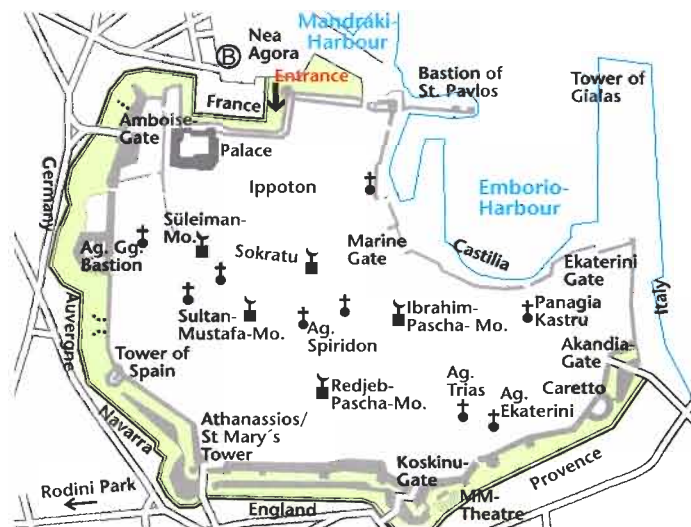 Mandráki-
Harbour
Nea
Agora
B
Entrance
Bastion of
St. Pavlos
Tower of
Gialas
France
Amboise-
Gate
Palace
Germany
Ippoton
Emborio-
Harbour
Süleiman-
Mo.
Ag. Gg.
Bastion
Sokratu
Marine
Gate
Castilia
Ekaterini
Gate
Italy
Auvergne
Sultan-
Mustafa-Mo.
Ag.
Spiridon
Ibrahim-
Pascha-Mo.
Panagia
Kastru
Akandia-
Gate
Tower of
Spain
Redjeb-
Pascha-Mo.
Ag.
Trias
Ag.
Ekaterini
Caretto
Navarra
Athanassios/
St Mary´s
Tower
Koskinu-
Gate
Provence
Rodini Park
England
MM-
Theatre